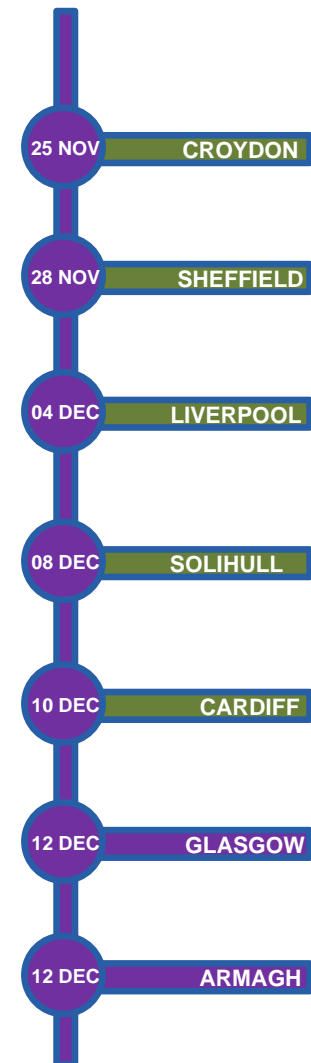 25 NOV CROYDON
28 NOV SHEFFIELD
04 DEC LIVERPOOL
08 DEC SOLIHULL
10 DEC CARDIFF
12 DEC GLASGOW
12 DEC ARMAGH